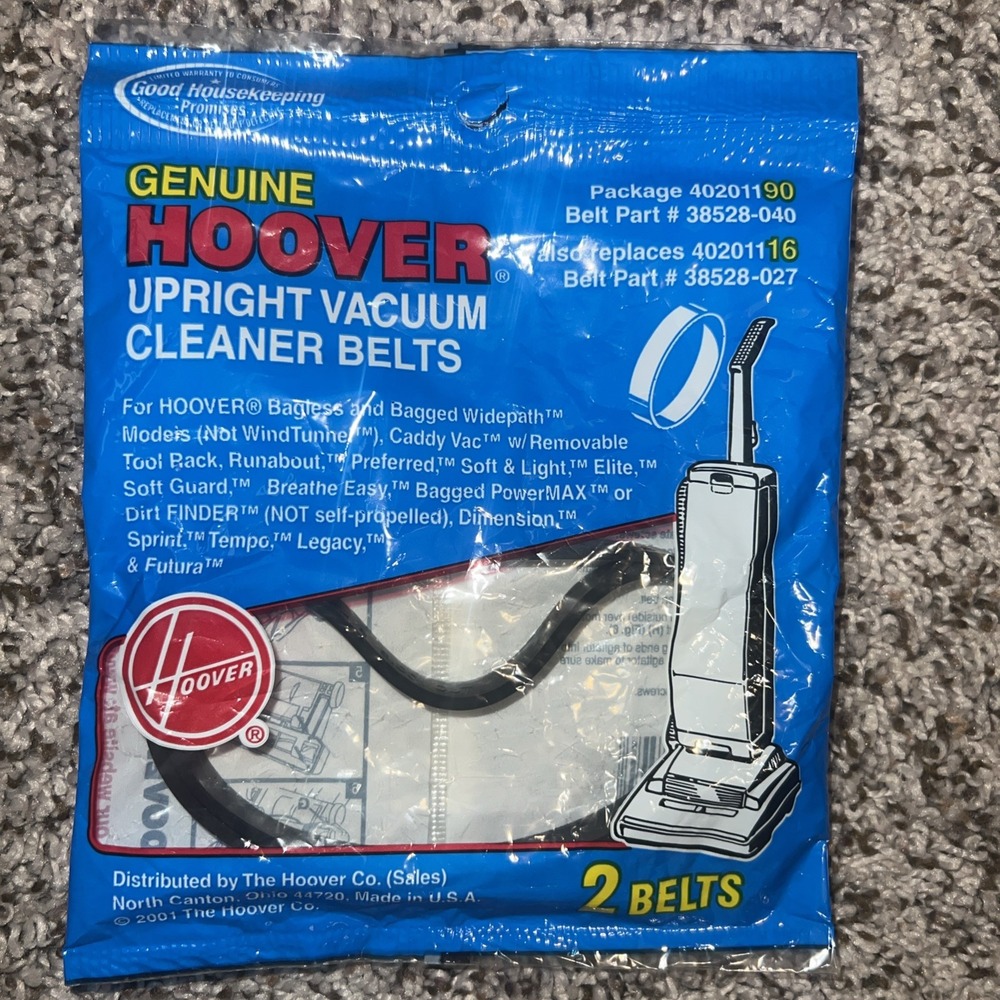 LIMITED WARRANTY TO CONSUMERS
Good Housekeeping
Promises
GENUINE
HOOVER®
UPRIGHT VACUUM
CLEANER BELTS
Package 40201190
Belt Part # 38528-040
also replaces 40201116
Belt Part # 38528-027
For HOOVER® Bagless and Bagged Widepath™
Models (Not WindTunnel™), Caddy Vac™ w/Removable
Tool Rack, Runabout,™ Preferred,™ Soft & Light,™ Elite,™
Soft Guard,™ Breathe Easy,™ Bagged PowerMAX™ or
Dirt FINDER™ (NOT self-propelled), Dimension,™
Sprint,™ Tempo,™ Legacy,™
& Futura™
HOOVER
®
2 BELTS
Distributed by The Hoover Co. (Sales)
North Canton, Ohio 44720, Made in U.S.A.
© 2001 The Hoover Co.